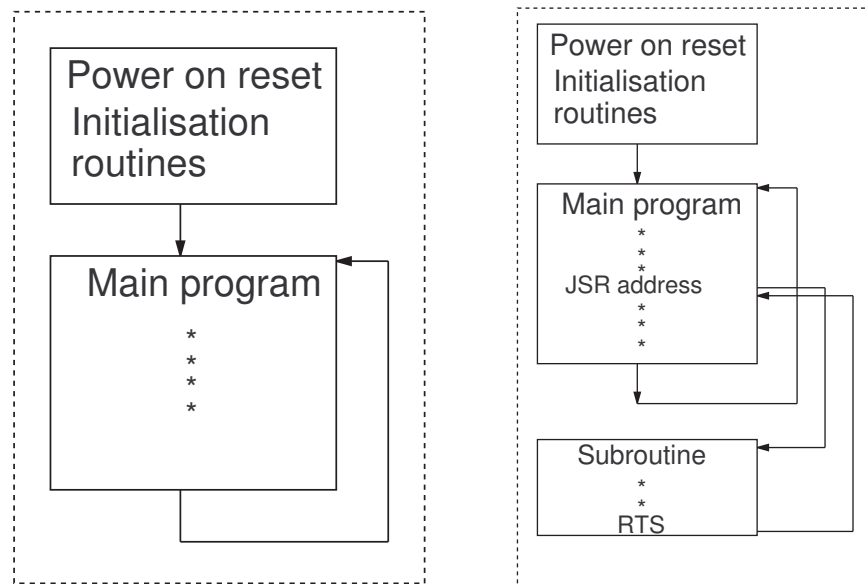 Power on reset
Initialisation
routines
Main program
*
*
*
*
Power on reset
Initialisation
routines
Main program
*
*
*
JSR address
*
*
*
Subroutine
*
*
RTS